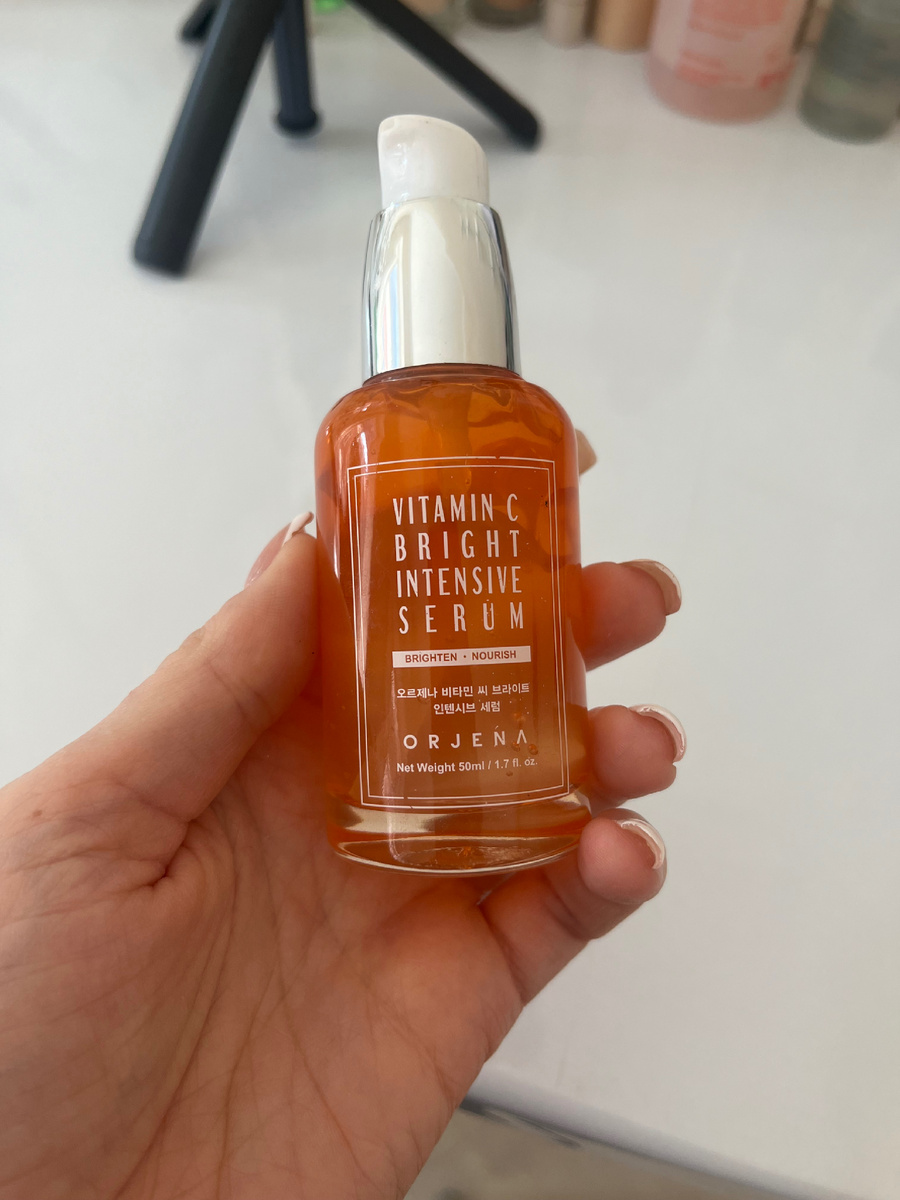 VITAMIN C
BRIGHT
INTENSIVE
SERUM
BRIGHTEN • NOURISH
오르제나 비타민 씨 브라이트
인텐시브 세럼
ORJENA
Net Weight 50ml / 1.7 fl. oz.